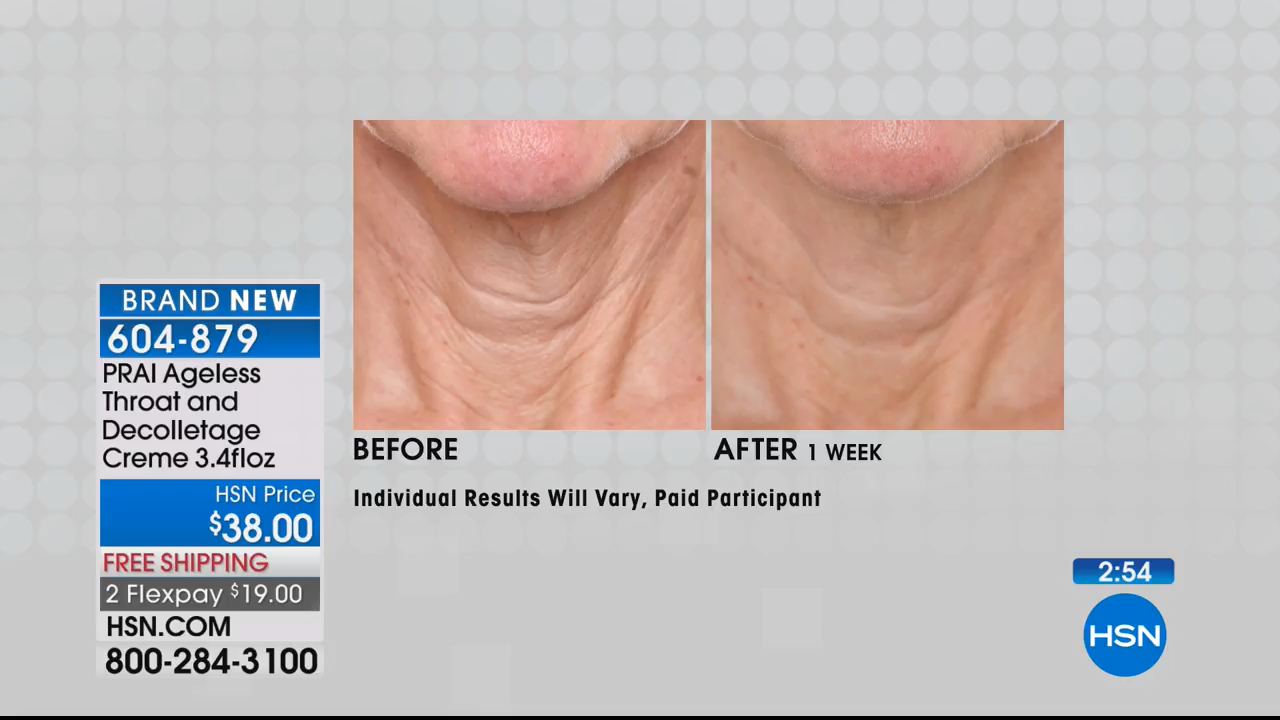 BRAND NEW
604-879
PRAI Ageless
Throat and
Decolletage
Creme 3.4floz
HSN Price
$38.00
FREE SHIPPING
2 Flexpay $19.00
HSN.COM
800-284-3100
BEFORE
AFTER 1 WEEK
Individual Results Will Vary, Paid Participant
2:54
HSN